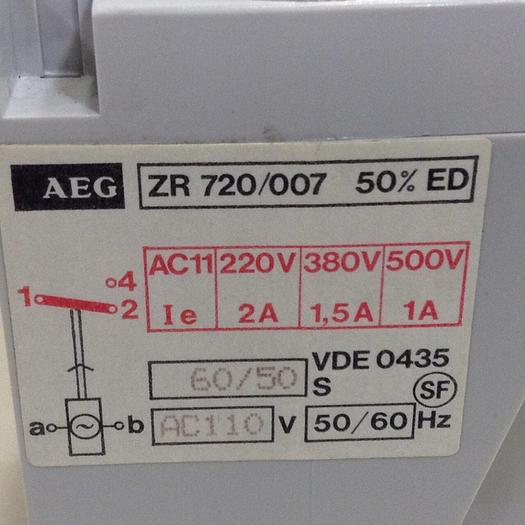 AEG ZR 720/007 50% ED
AC11 220V 380V 500V
Ie 2A 1,5A 1A
4
1 2
60/50 S VDE 0435
SF
a b AC110 V 50/60 Hz